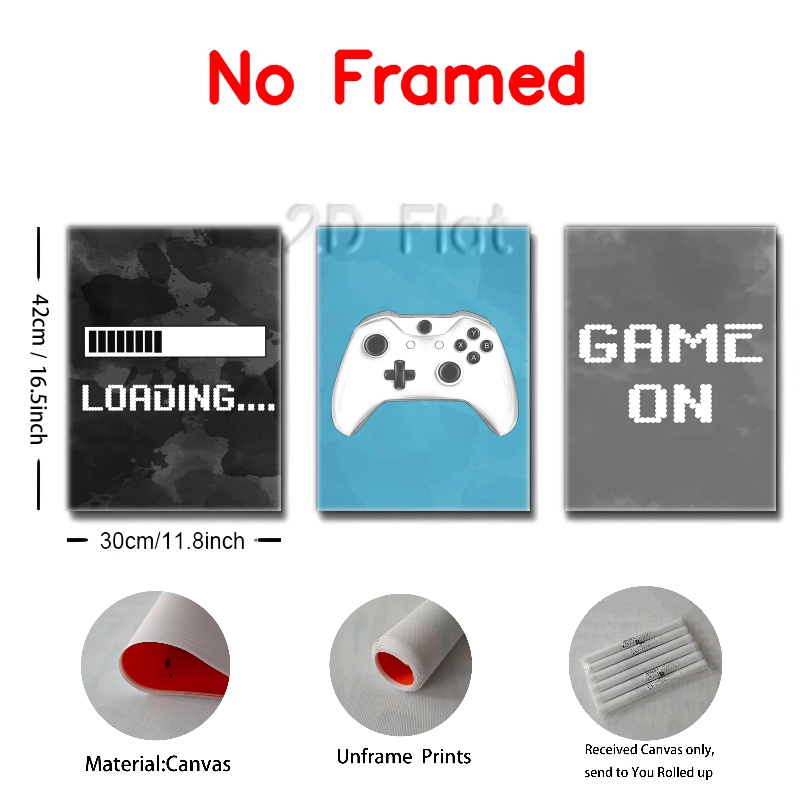 No Framed
2D Flat
42cm / 16.5inch
LOADING....
Y
X B
A
GAME
ON
30cm/11.8inch
Material:Canvas
Unframe Prints
Received Canvas only,
send to You Rolled up